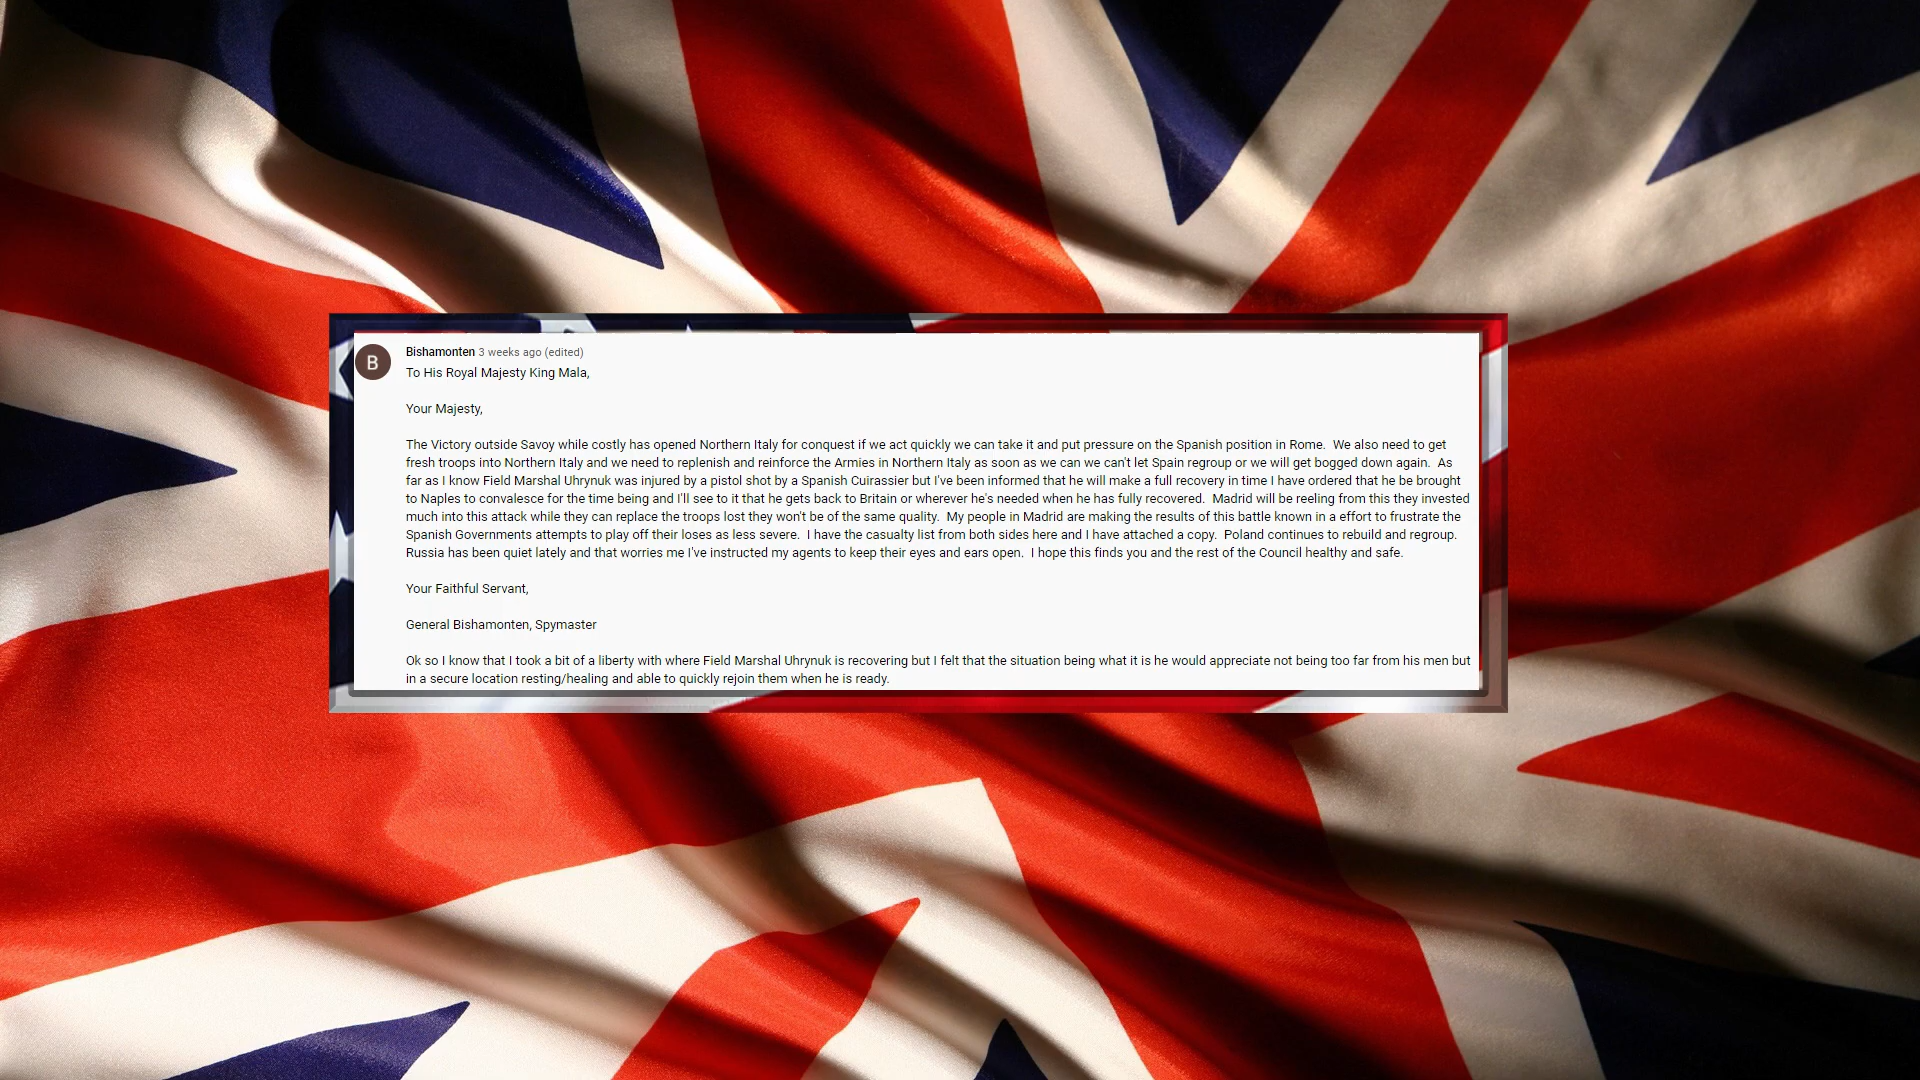 B
Bishamonten 3 weeks ago (edited)
To His Royal Majesty King Mala,
Your Majesty,
The Victory outside Savoy while costly has opened Northern Italy for conquest if we act quickly we can take it and put pressure on the Spanish position in Rome.  We also need to get
fresh troops into Northern Italy and we need to replenish and reinforce the Armies in Northern Italy as soon as we can we can't let Spain regroup or we will get bogged down again.  As
far as I know Field Marshal Uhrynuk was injured by a pistol shot by a Spanish Cuirassier but I've been informed that he will make a full recovery in time I have ordered that he be brought
to Naples to convalesce for the time being and I'll see to it that he gets back to Britain or wherever he's needed when he has fully recovered.  Madrid will be reeling from this they invested
much into this attack while they can replace the troops lost they won't be of the same quality.  My people in Madrid are making the results of this battle known in a effort to frustrate the
Spanish Governments attempts to play off their loses as less severe.  I have the casualty list from both sides here and I have attached a copy.  Poland continues to rebuild and regroup.
Russia has been quiet lately and that worries me I've instructed my agents to keep their eyes and ears open.  I hope this finds you and the rest of the Council healthy and safe.
Your Faithful Servant,
General Bishamonten, Spymaster
Ok so I know that I took a bit of a liberty with where Field Marshal Uhrynuk is recovering but I felt that the situation being what it is he would appreciate not being too far from his men but
in a secure location resting/healing and able to quickly rejoin them when he is ready.